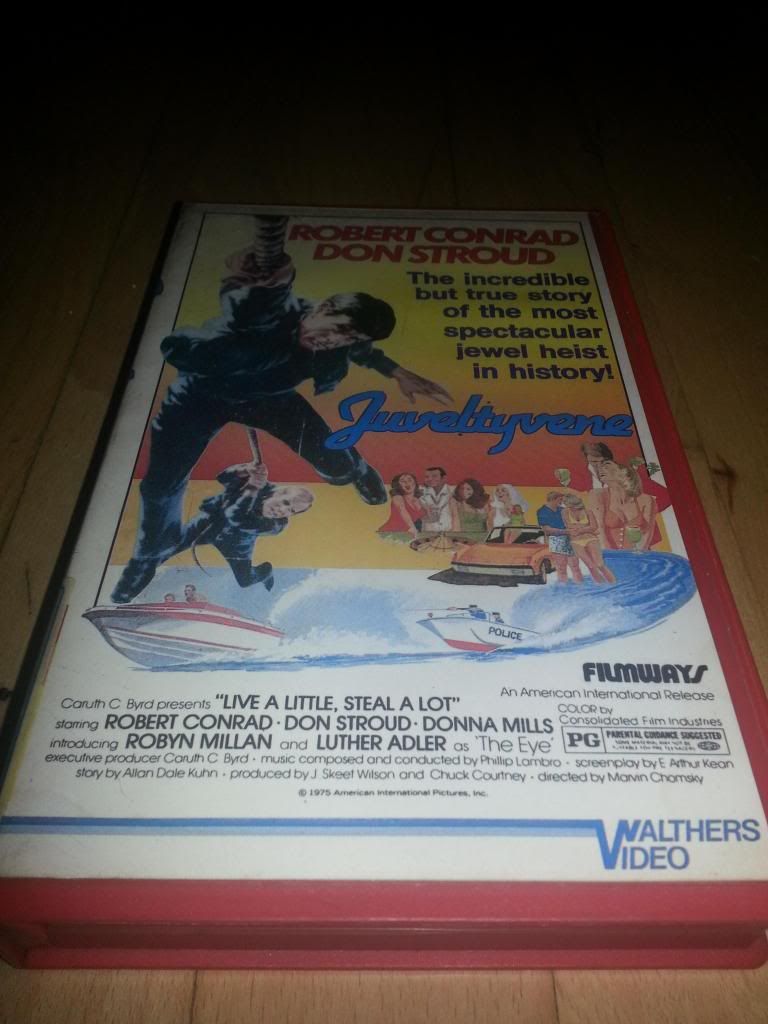 ROBERT CONRAD
DON STROUD
The incredible
but true story
of the most
spectacular
jewel heist
in history!
Juveltyvene
POLICE
FILMWAYS
An American International Release
Caruth C. Byrd presents "LIVE A LITTLE, STEAL A LOT"
starring ROBERT CONRAD · DON STROUD · DONNA MILLS
introducing ROBYN MILLAN and LUTHER ADLER as 'The Eye'
executive producer Caruth C. Byrd · music composed and conducted by Phillip Lambro · screenplay by E. Arthur Kean
story by Allan Dale Kuhn · produced by J. Skeet Wilson and Chuck Courtney · directed by Marvin Chomsky
COLOR by
Consolidated Film Industries
PG PARENTAL GUIDANCE SUGGESTED
© 1975 American International Pictures, Inc.
WALTHERS
VIDEO